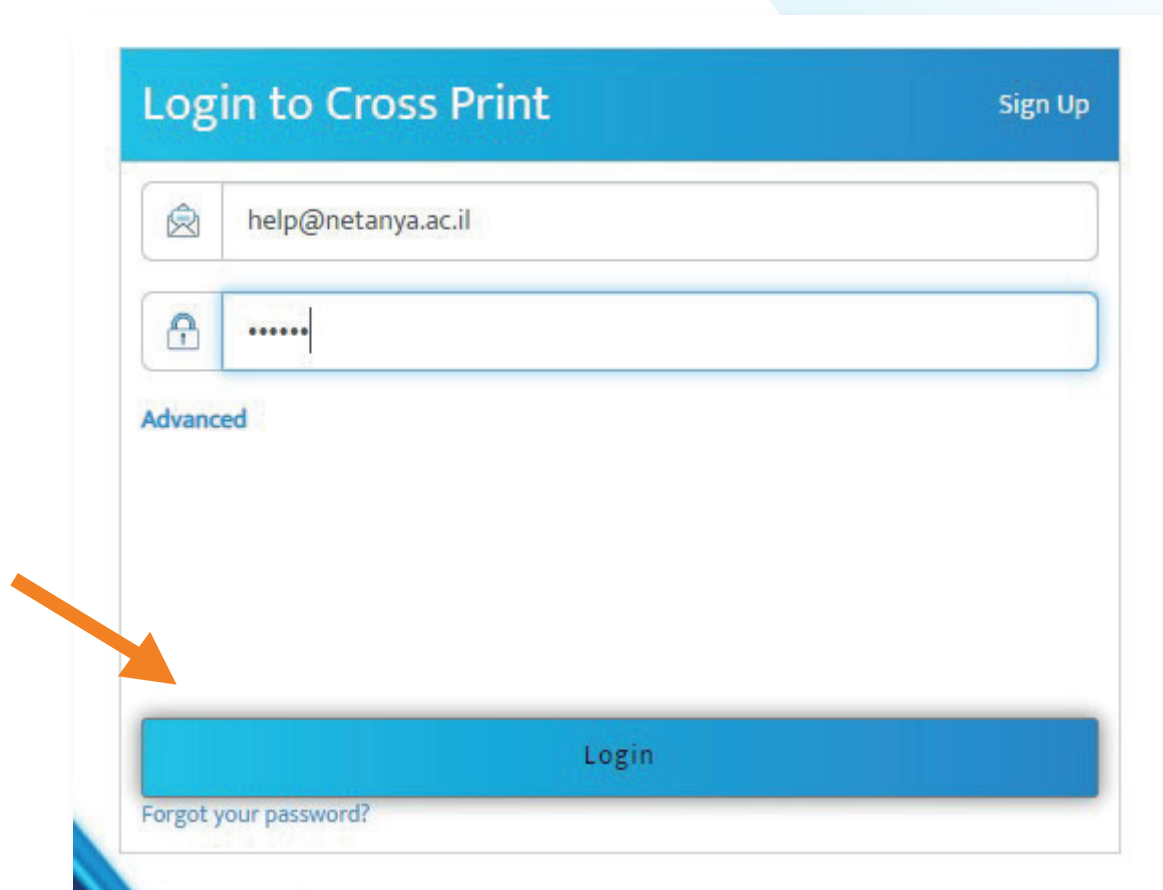 Login to Cross Print
Sign Up
help@netanya.ac.il
••••••
Advanced
Login
Forgot your password?